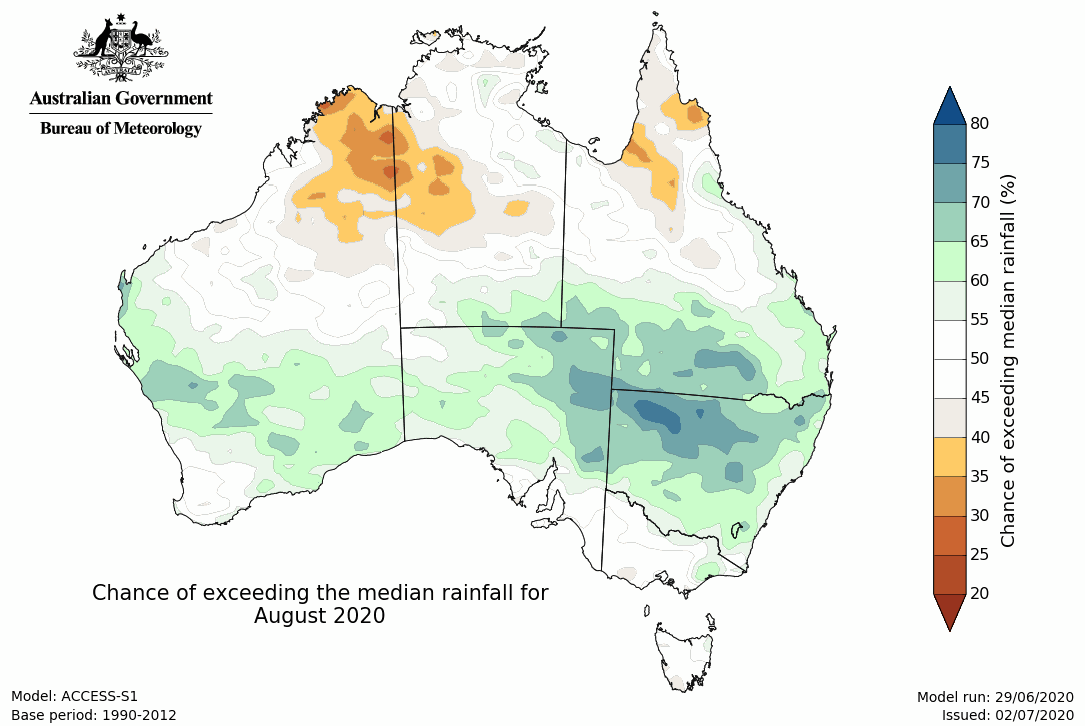 Australian Government
Bureau of Meteorology
80
75
70
65
60
55
50
45
40
35
30
25
20
Chance of exceeding median rainfall (%)
Chance of exceeding the median rainfall for
August 2020
Model: ACCESS-S1
Base period: 1990-2012
Model run: 29/06/2020
Issued: 02/07/2020